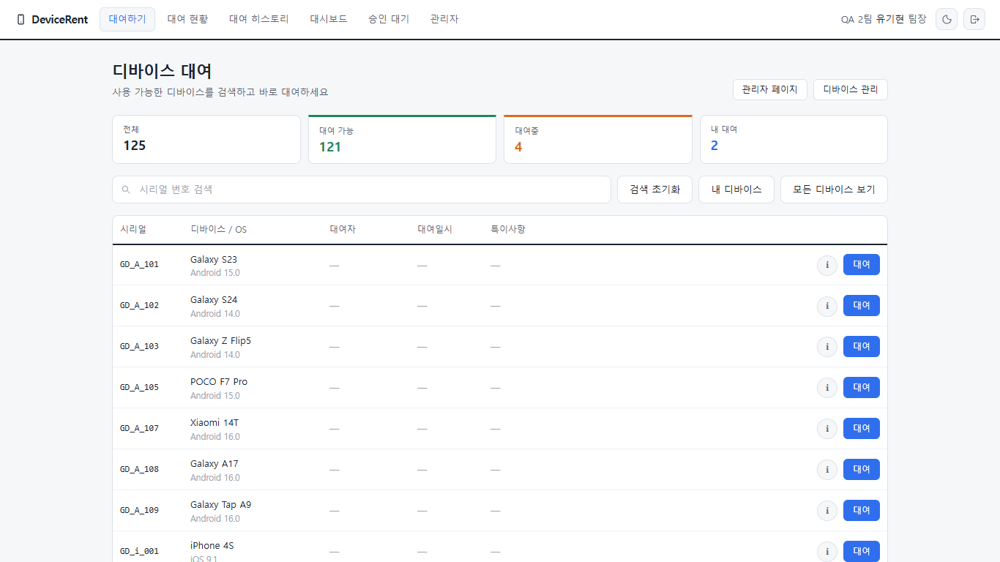 DeviceRent 대여하기 대여 현황 대여 히스토리 대시보드 승인 대기 관리자 QA 2팀 유기현 팀장
디바이스 대여
사용 가능한 디바이스를 검색하고 바로 대여하세요
관리자 페이지 디바이스 관리
전체 대여 가능 대여중 내 대여
125 121 4 2
시리얼 번호 검색 검색 초기화 내 디바이스 모든 디바이스 보기
시리얼 디바이스 / OS 대여자 대여일시 특이사항
GD_A_101 Galaxy S23 — — — i 대여
Android 15.0
GD_A_102 Galaxy S24 — — — i 대여
Android 14.0
GD_A_103 Galaxy Z Flip5 — — — i 대여
Android 14.0
GD_A_105 POCO F7 Pro — — — i 대여
Android 15.0
GD_A_107 Xiaomi 14T — — — i 대여
Android 16.0
GD_A_108 Galaxy A17 — — — i 대여
Android 16.0
GD_A_109 Galaxy Tap A9 — — — i 대여
Android 16.0
GD_i_001 iPhone 4S — — — i 대여
iOS 9.1